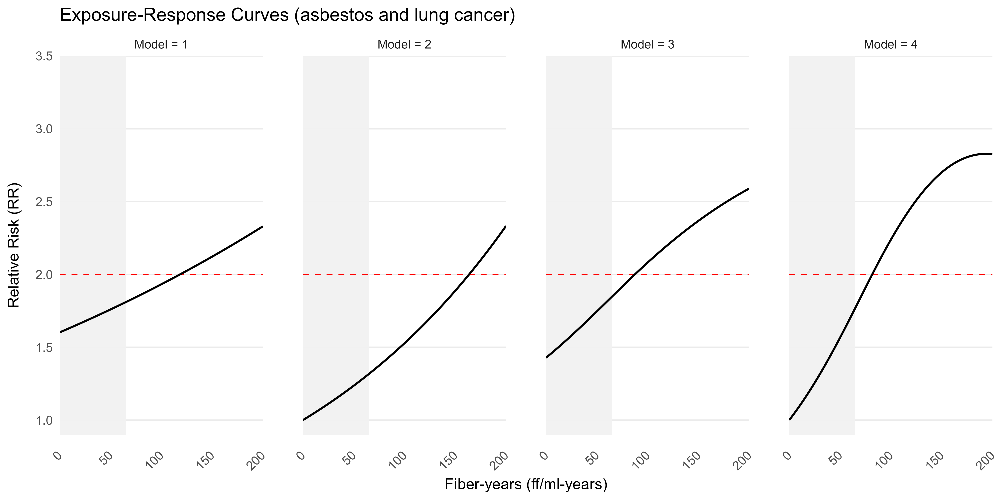 Exposure-Response Curves (asbestos and lung cancer)
Model = 1
Model = 2
Model = 3
Model = 4
Relative Risk (RR)
3.5
3.0
2.5
2.0
1.5
1.0
0 50 100 150 200
0 50 100 150 200
0 50 100 150 200
0 50 100 150 200
Fiber-years (ff/ml-years)